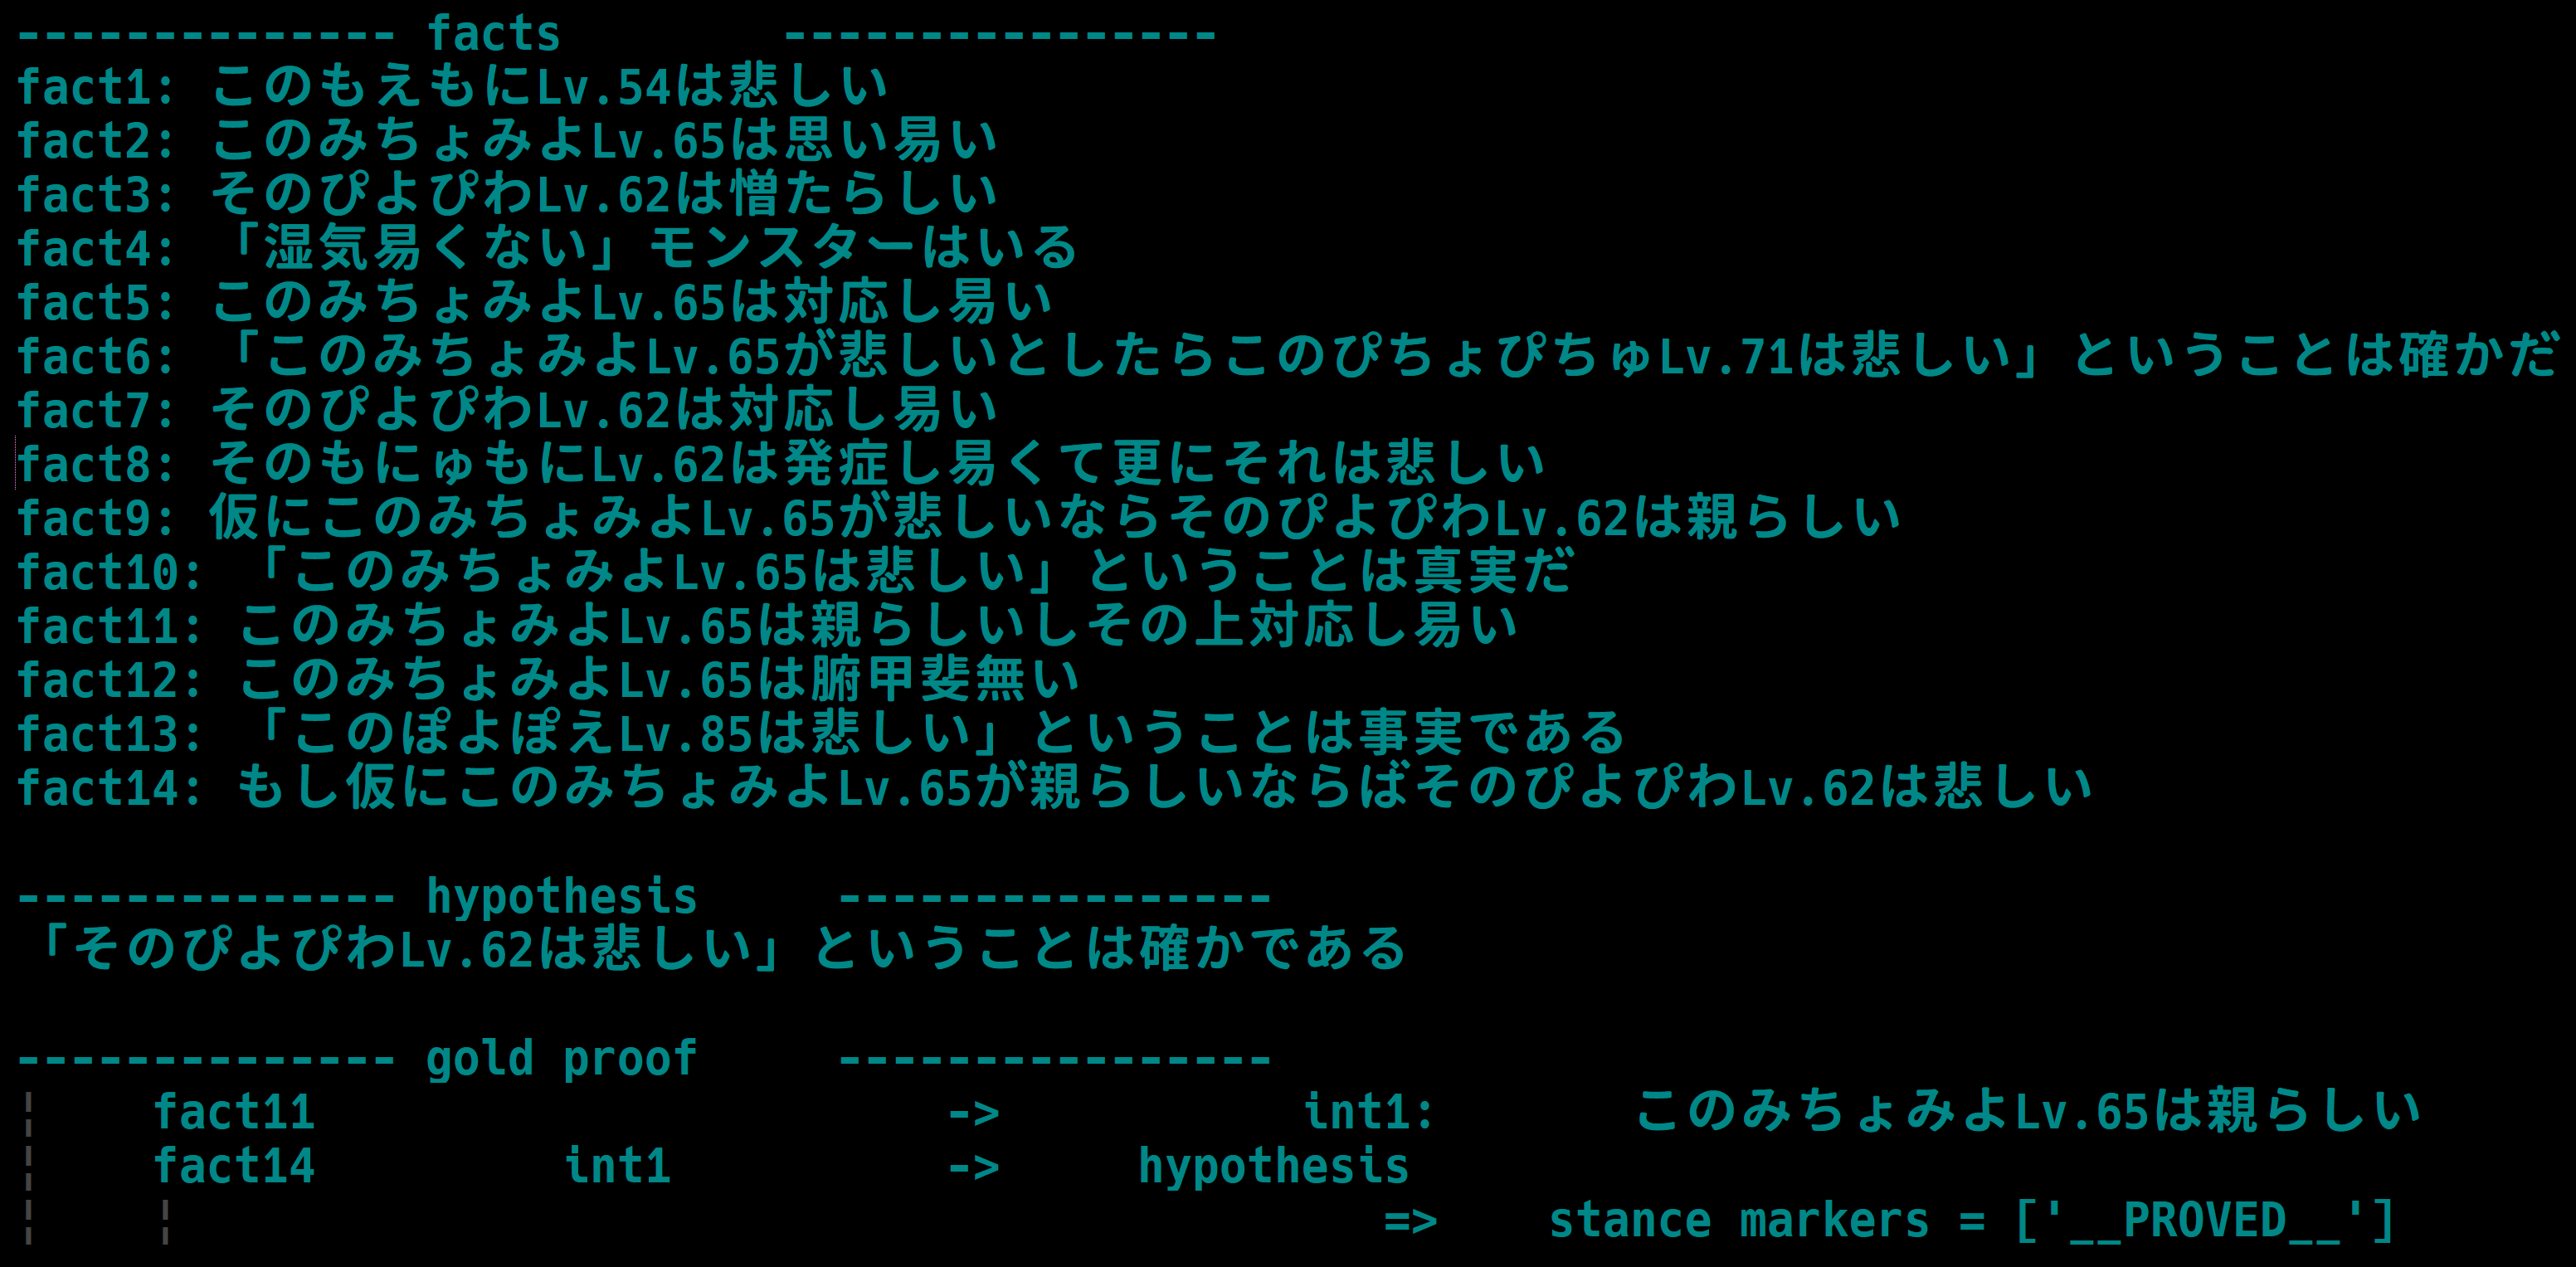 -------------- facts ----------------
fact1: このもえもにLv.54は悲しい
fact2: このみちょみよLv.65は思い易い
fact3: そのぴよぴわLv.62は憎たらしい
fact4: 「湿気易くない」モンスターはいる
fact5: このみちょみよLv.65は対応し易い
fact6: 「このみちょみよLv.65が悲しいとしたらこのぴちょぴちゅLv.71は悲しい」ということは確かだ
fact7: そのぴよぴわLv.62は対応し易い
fact8: そのもにゅもにLv.62は発症し易くて更にそれは悲しい
fact9: 仮にこのみちょみよLv.65が悲しいならそのぴよぴわLv.62は親らしい
fact10: 「このみちょみよLv.65は悲しい」ということは真実だ
fact11: このみちょみよLv.65は親らしいしその上対応し易い
fact12: このみちょみよLv.65は腑甲斐無い
fact13: 「このぽよぽえLv.85は悲しい」ということは事実である
fact14: もし仮にこのみちょみよLv.65が親らしいならばそのぴよぴわLv.62は悲しい
-------------- hypothesis ----------------
「そのぴよぴわLv.62は悲しい」ということは確かである
-------------- gold proof ----------------
¦ fact11 -> int1: このみちょみよLv.65は親らしい
¦ fact14 int1 -> hypothesis
¦ ¦ => stance markers = ['__PROVED__']